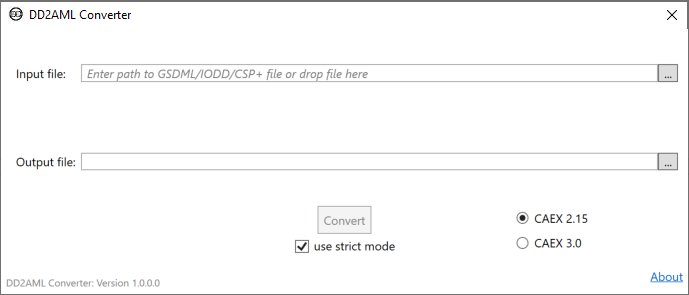 DD2AML Converter
Input file: Enter path to GSDML/IODD/CSP+ file or drop file here ...
Output file: ...
Convert
CAEX 2.15
use strict mode
CAEX 3.0
About
DD2AML Converter: Version 1.0.0.0